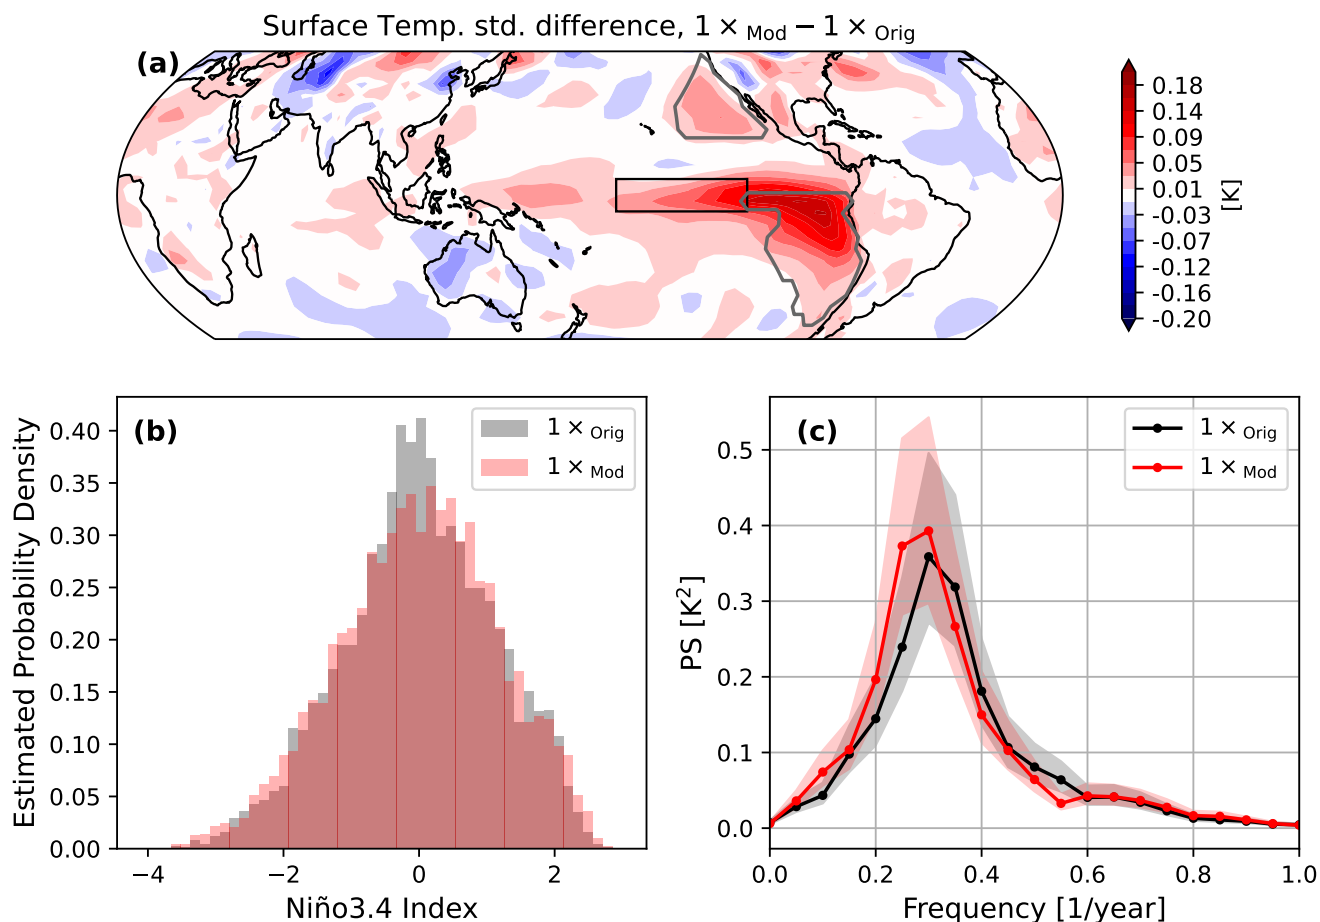 Surface Temp. std. difference, 1 × Mod − 1 × Orig
(a)
0.18
0.14
0.09
0.05
0.01
-0.03
-0.07
-0.12
-0.16
-0.20
[K]
(b)
1 × Orig
1 × Mod
Estimated Probability Density
0.40
0.35
0.30
0.25
0.20
0.15
0.10
0.05
0.00
−4
−2
0
2
Niño3.4 Index
(c)
1 × Orig
1 × Mod
PS [K²]
0.5
0.4
0.3
0.2
0.1
0.0
0.0
0.2
0.4
0.6
0.8
1.0
Frequency [1/year]